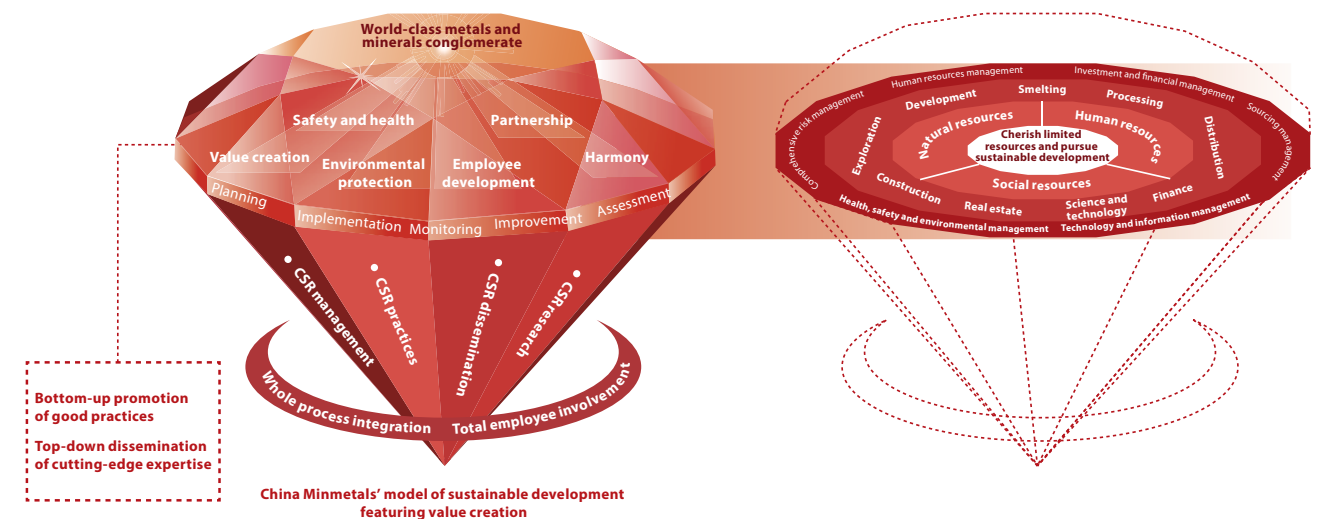 World-class metals and
minerals conglomerate
Safety and health
Partnership
Value creation
Environmental
protection
Employee
development
Harmony
Planning
Implementation
Monitoring
Improvement
Assessment
• CSR management
• CSR practices
• CSR dissemination
• CSR research
Whole process integration
Total employee involvement
Bottom-up promotion
of good practices
Top-down dissemination
of cutting-edge expertise
China Minmetals’ model of sustainable development
featuring value creation
Comprehensive risk management
Human resources management
Investment and financial management
Sourcing management
Health, safety and environmental management
Technology and information management
Exploration
Development
Smelting
Processing
Distribution
Construction
Real estate
Science and
technology
Finance
Natural resources
Human resources
Social resources
Cherish limited
resources and pursue
sustainable development